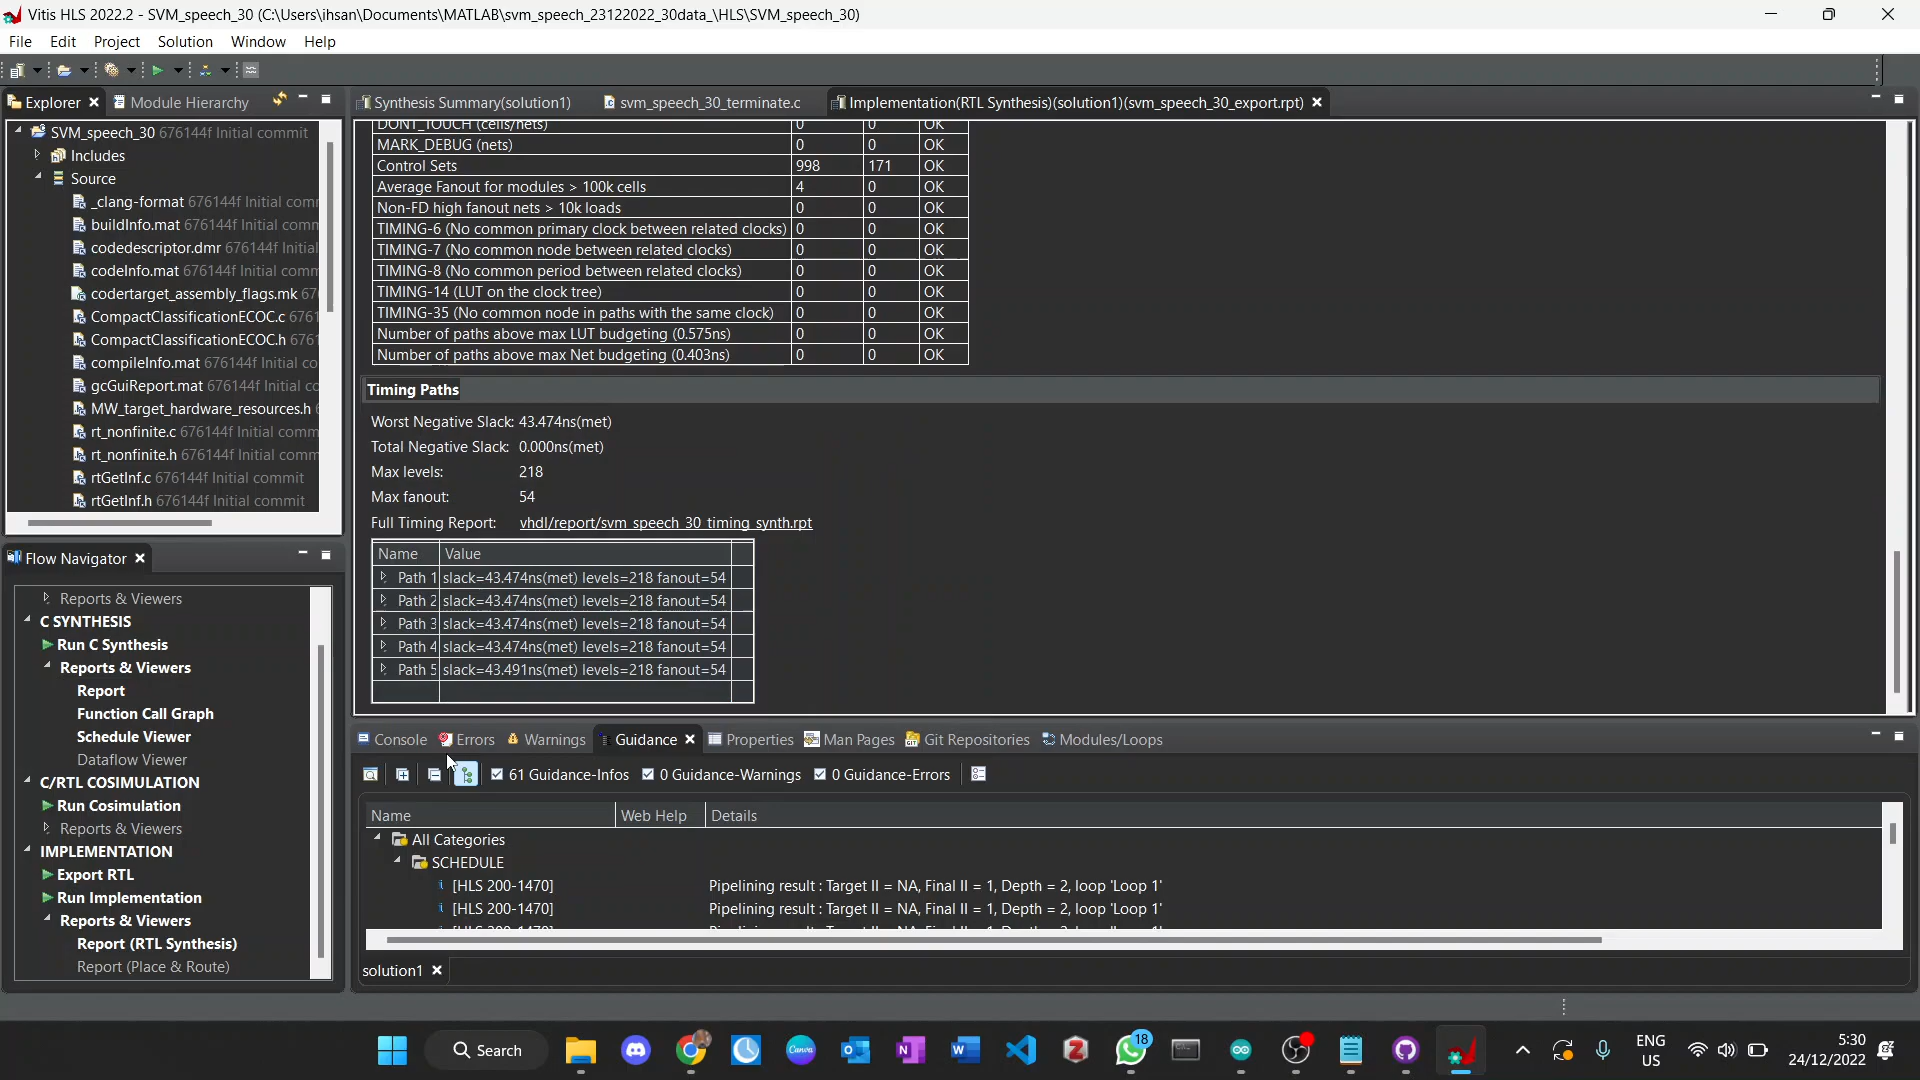 Vitis HLS 2022.2 - SVM_speech_30 (C:\Users\ihsan\Documents\MATLAB\svm_speech_23122022_30data_\HLS\SVM_speech_30)
File Edit Project Solution Window Help
Explorer Module Hierarchy
SVM_speech_30 676144f Initial commit
Includes
Source
_clang-format 676144f Initial com
buildInfo.mat 676144f Initial com
codedescriptor.dmr 676144f Initial
codeInfo.mat 676144f Initial com
codertarget_assembly_flags.mk 67
CompactClassificationECOC.c 6761
CompactClassificationECOC.h 6761
compileInfo.mat 676144f Initial co
gcGuiReport.mat 676144f Initial co
MW_target_hardware_resources.h
rt_nonfinite.c 676144f Initial comm
rt_nonfinite.h 676144f Initial comm
rtGetInf.c 676144f Initial commit
rtGetInf.h 676144f Initial commit
Flow Navigator
Reports & Viewers
C SYNTHESIS
Run C Synthesis
Reports & Viewers
Report
Function Call Graph
Schedule Viewer
Dataflow Viewer
C/RTL COSIMULATION
Run Cosimulation
Reports & Viewers
IMPLEMENTATION
Export RTL
Run Implementation
Reports & Viewers
Report (RTL Synthesis)
Report (Place & Route)
Synthesis Summary(solution1) svm_speech_30_terminate.c Implementation(RTL Synthesis)(solution1)(svm_speech_30_export.rpt)
DONT_TOUCH (cells/nets) 0 0 OK
MARK_DEBUG (nets) 0 0 OK
Control Sets 998 171 OK
Average Fanout for modules > 100k cells 4 0 OK
Non-FD high fanout nets > 10k loads 0 0 OK
TIMING-6 (No common primary clock between related clocks) 0 0 OK
TIMING-7 (No common node between related clocks) 0 0 OK
TIMING-8 (No common period between related clocks) 0 0 OK
TIMING-14 (LUT on the clock tree) 0 0 OK
TIMING-35 (No common node in paths with the same clock) 0 0 OK
Number of paths above max LUT budgeting (0.575ns) 0 0 OK
Number of paths above max Net budgeting (0.403ns) 0 0 OK
Timing Paths
Worst Negative Slack: 43.474ns(met)
Total Negative Slack: 0.000ns(met)
Max levels: 218
Max fanout: 54
Full Timing Report: vhdl/report/svm_speech_30_timing_synth.rpt
Name Value
Path 1 slack=43.474ns(met) levels=218 fanout=54
Path 2 slack=43.474ns(met) levels=218 fanout=54
Path 3 slack=43.474ns(met) levels=218 fanout=54
Path 4 slack=43.474ns(met) levels=218 fanout=54
Path 5 slack=43.491ns(met) levels=218 fanout=54
Console Errors Warnings Guidance Properties Man Pages Git Repositories Modules/Loops
61 Guidance-Infos 0 Guidance-Warnings 0 Guidance-Errors
Name Web Help Details
All Categories
SCHEDULE
[HLS 200-1470] Pipelining result : Target II = NA, Final II = 1, Depth = 2, loop 'Loop 1'
[HLS 200-1470] Pipelining result : Target II = NA, Final II = 1, Depth = 2, loop 'Loop 1'
solution1
Search
18
ENG
US
5:30
24/12/2022